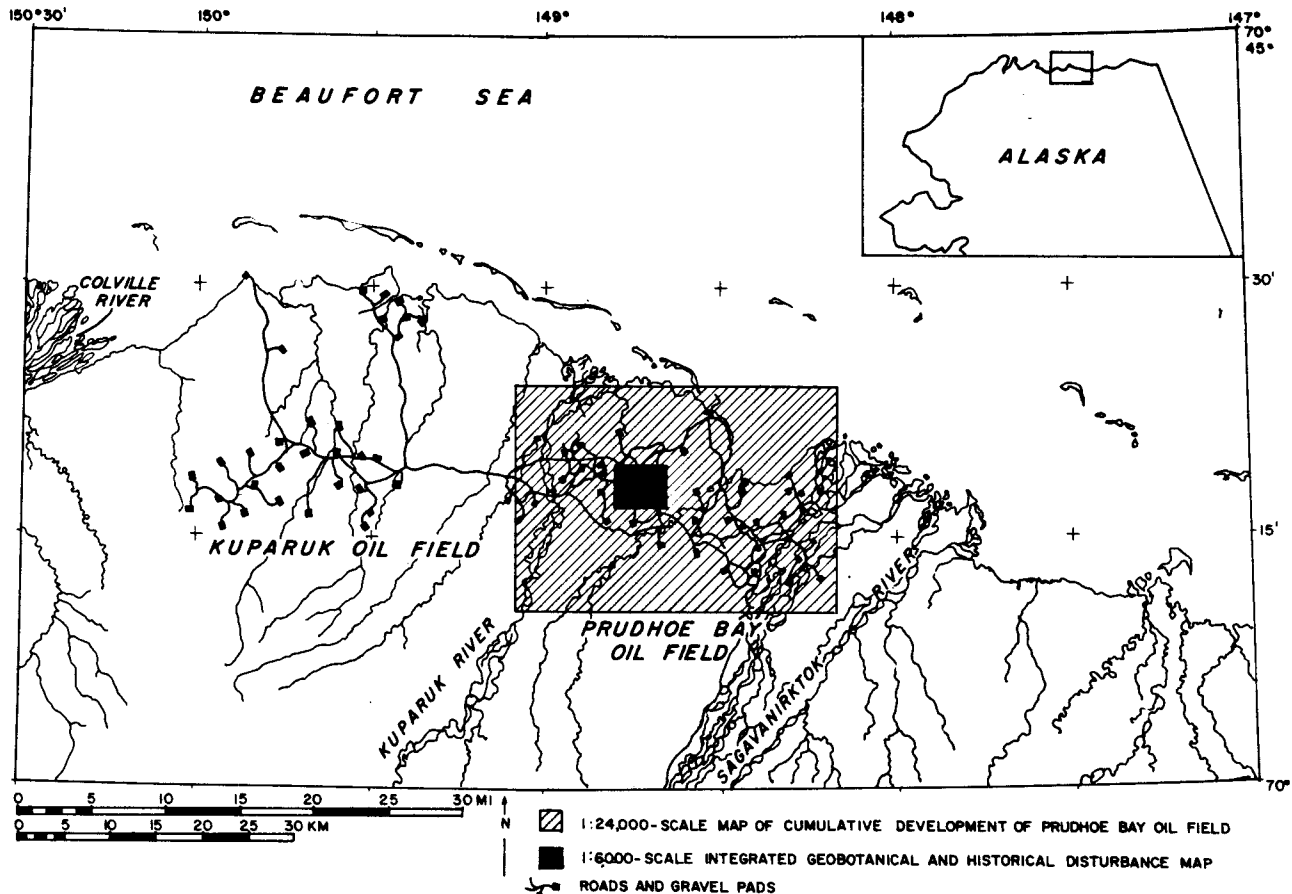 150°30'
150°
149°
148°
147°
70°
45'
BEAUFORT SEA
ALASKA
COLVILLE
RIVER
30'
KUPARUK OIL FIELD
15'
PRUDHOE BAY
OIL FIELD
KUPARUK RIVER
SAGAVANIRKTOK RIVER
70°
0 5 10 15 20 25 30 MI
0 5 10 15 20 25 30 KM
N
1:24,000-SCALE MAP OF CUMULATIVE DEVELOPMENT OF PRUDHOE BAY OIL FIELD
1:6000-SCALE INTEGRATED GEOBOTANICAL AND HISTORICAL DISTURBANCE MAP
ROADS AND GRAVEL PADS